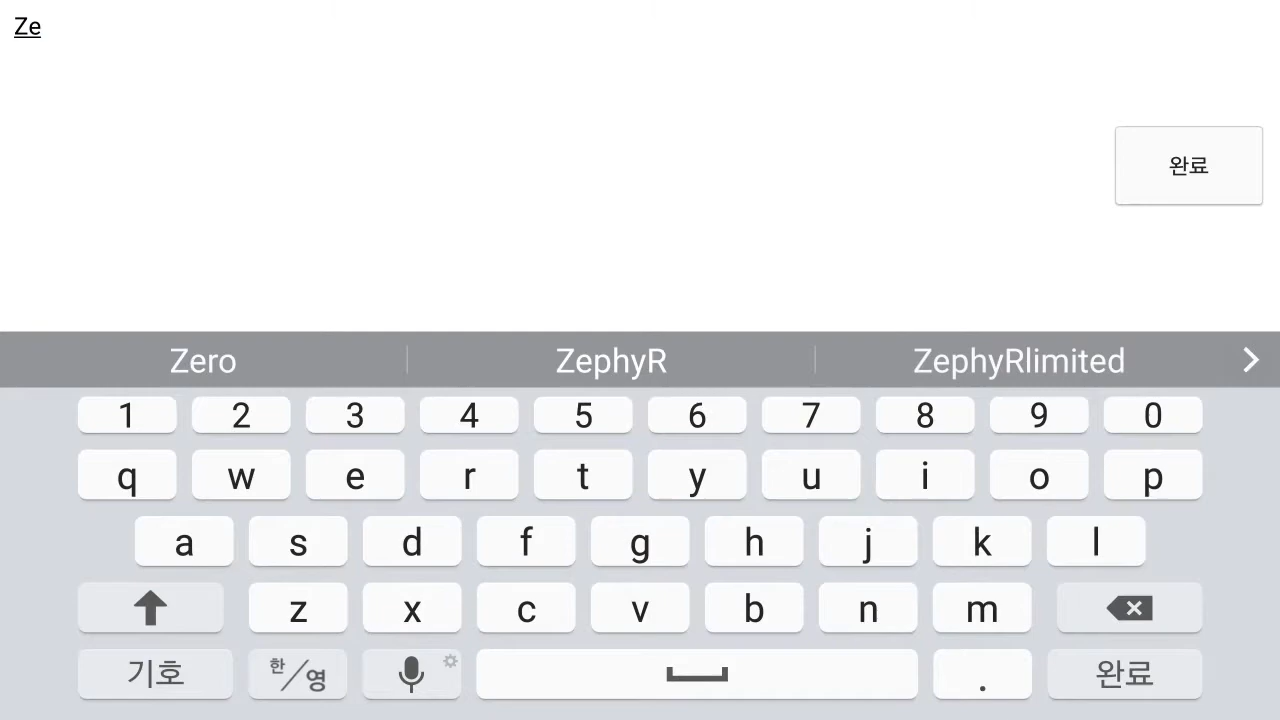 Ze
완료
Zero ZephyR ZephyRlimited
1 2 3 4 5 6 7 8 9 0
q w e r t y u i o p
a s d f g h j k l
z x c v b n m
기호 한/영 . 완료